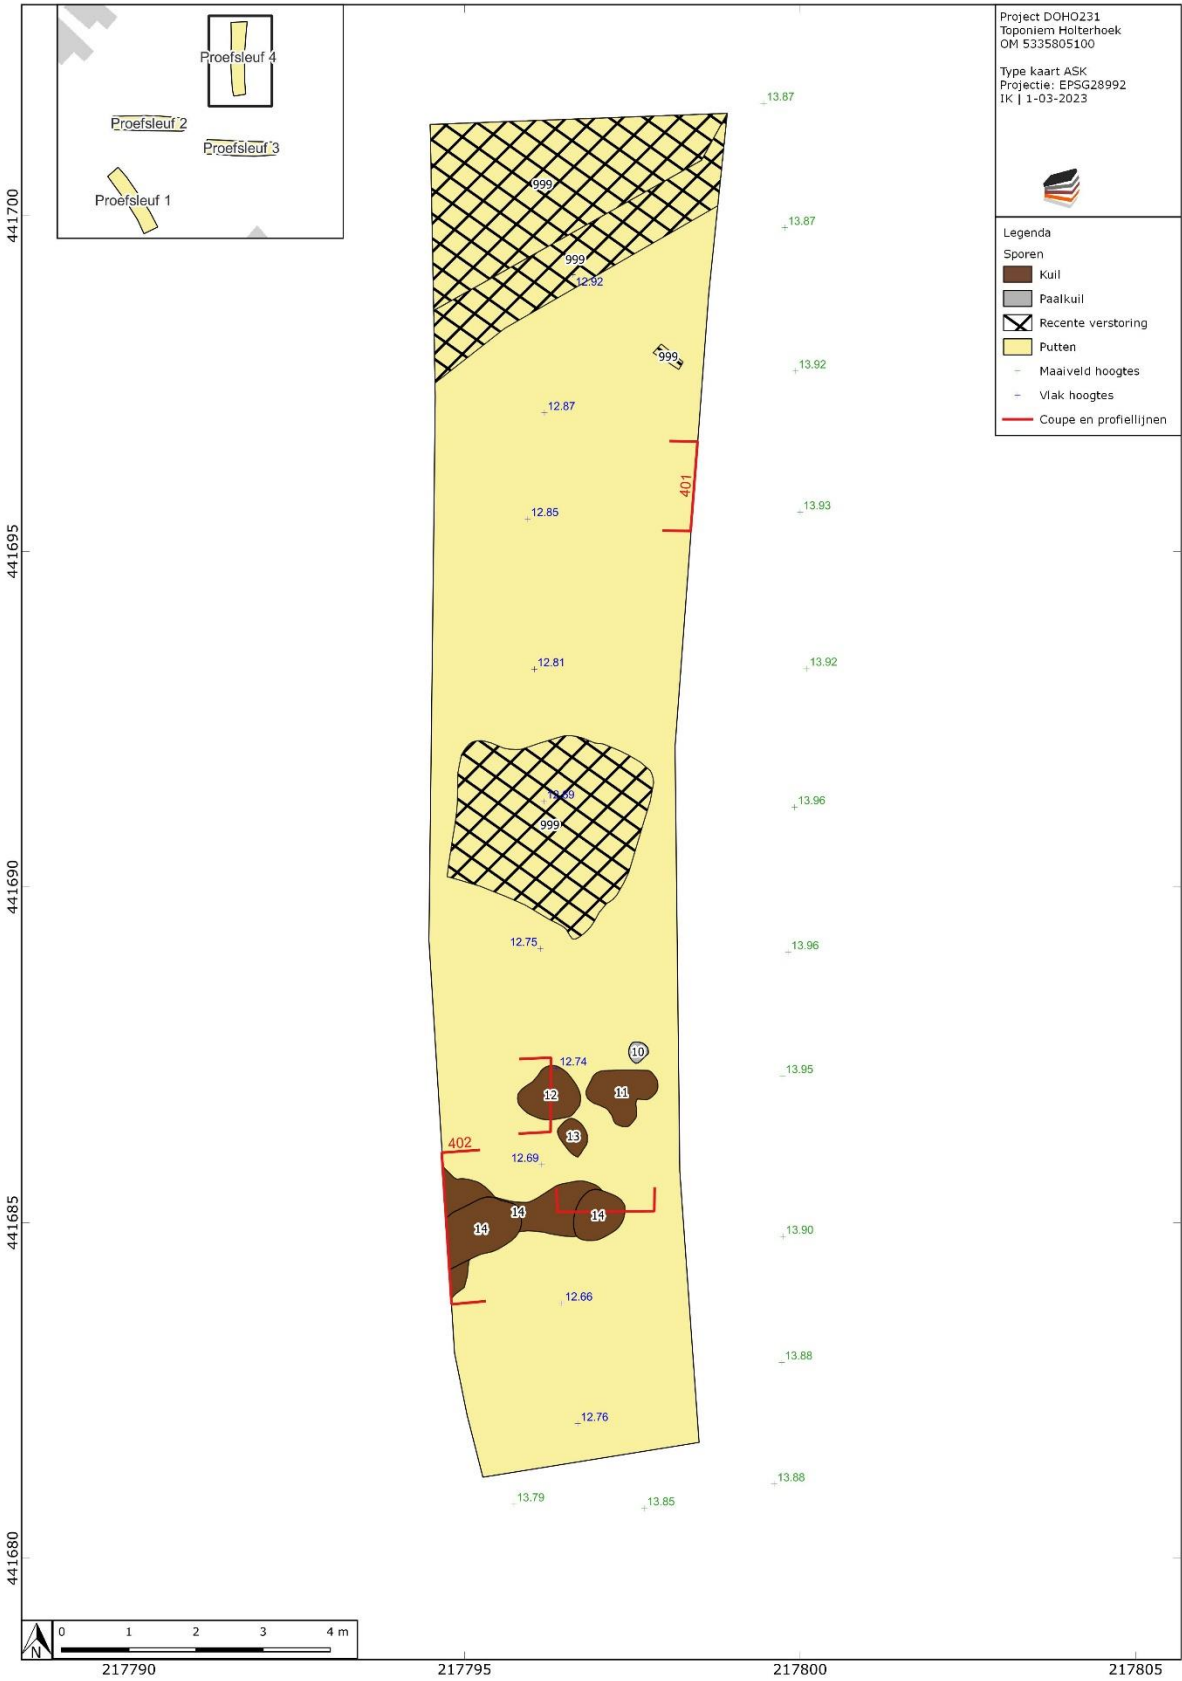 Proefsleuf 4
Proefsleuf 2
Proefsleuf 3
Proefsleuf 1
Project DOHO231
Toponiem Holterhoek
OM 5335805100
Type kaart ASK
Projectie: EPSG28992
IK | 1-03-2023
Legenda
Sporen
Kuil
Paalkuil
Recente verstoring
Putten
Maaiveld hoogtes
Vlak hoogtes
Coupe en profiellijnen
13.87
999
441700
13.87
999
12.92
999
13.92
12.87
401
12.85
13.93
441695
12.81
13.92
13.96
999
441690
12.75
13.96
10
12.74
13.95
12
11
13
402
12.69
14
14
14
441685
13.90
12.66
13.88
12.76
13.88
13.79
13.85
441680
N
0 1 2 3 4 m
217790 217795 217800 217805